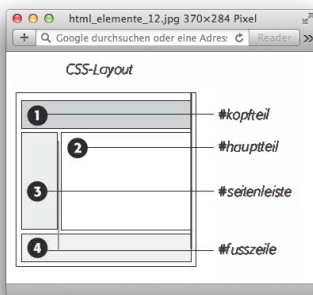 html_elemente_12.jpg 370×284 Pixel
+ Google durchsuchen oder eine Adres: Reader »
CSS-Layout
1 #kopfteil
2 #hauptteil
3 #seitenleiste
4 #fusszeile